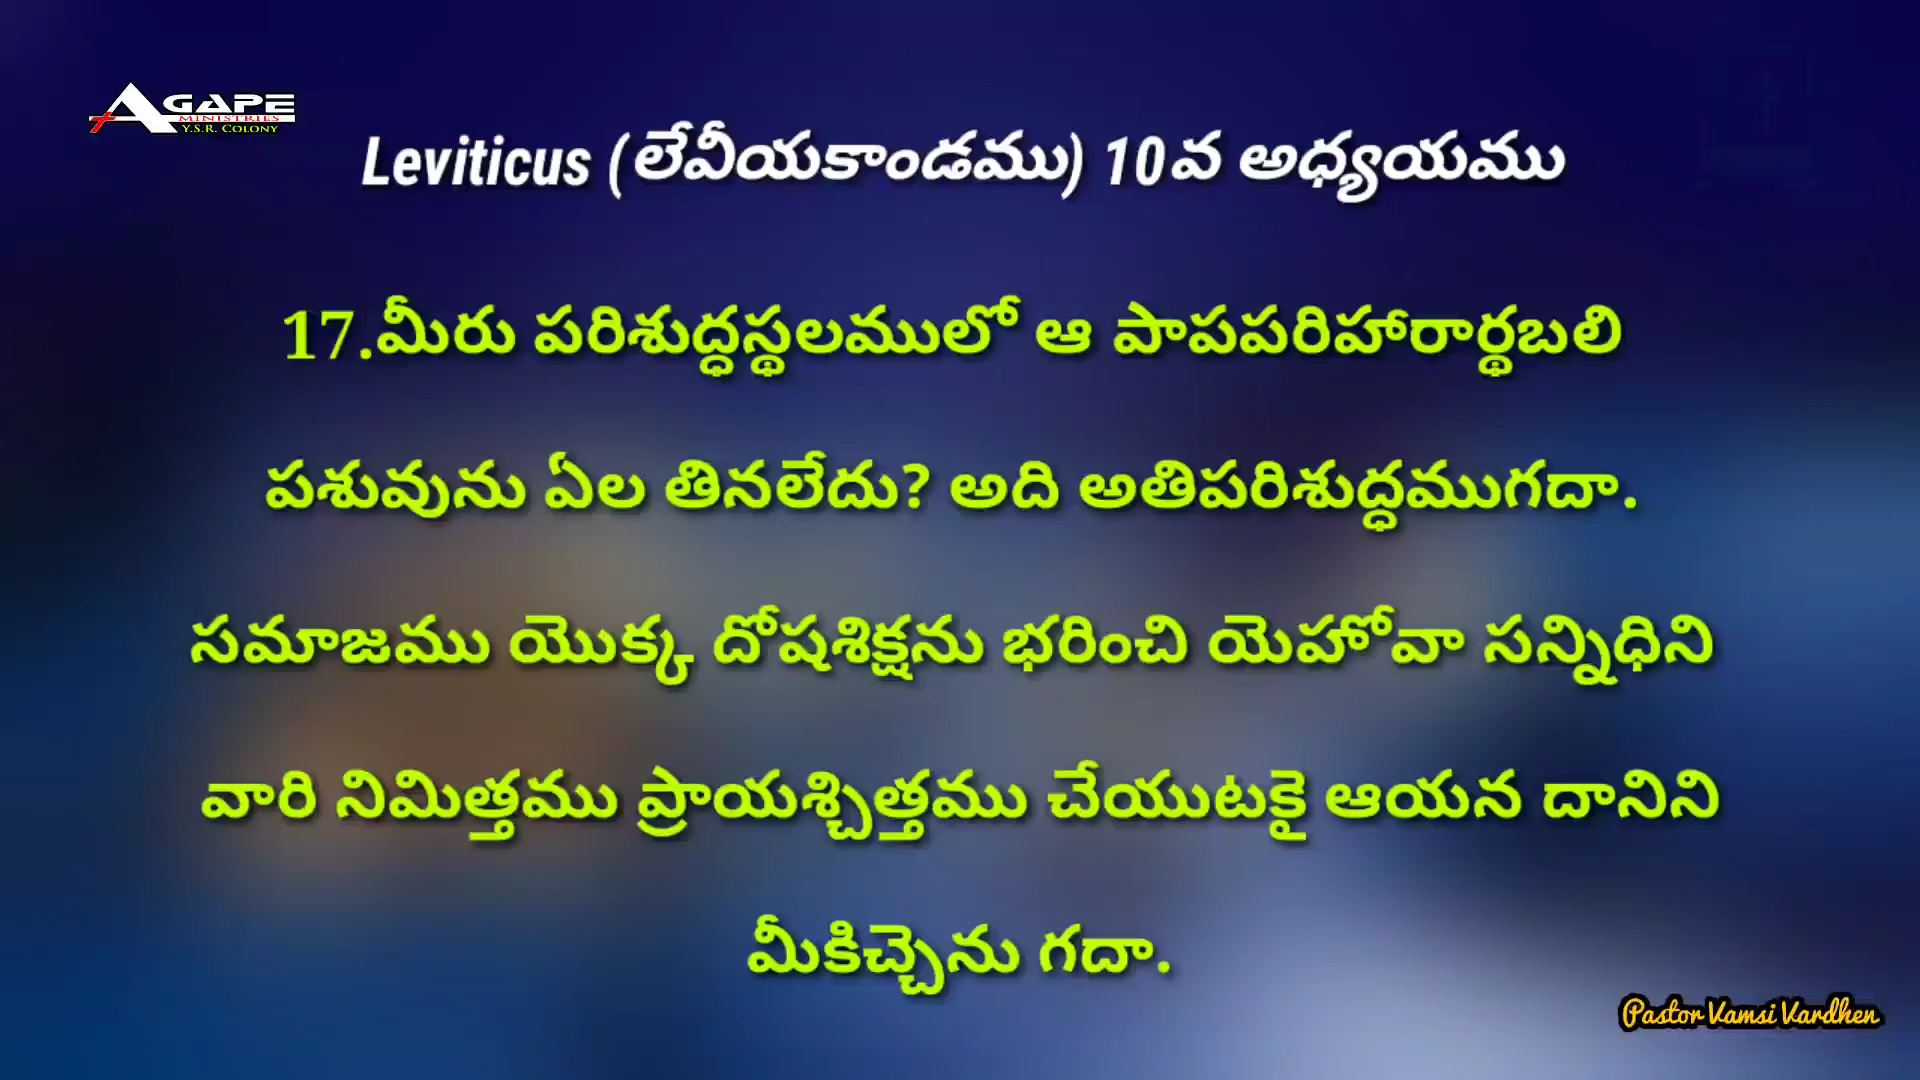 AGAPE
MINISTRIES
Y.S.R. COLONY
Leviticus (లేవీయకాండము) 10వ అధ్యయము
17.మీరు పరిశుద్ధస్థలములో ఆ పాపపరిహారార్థబలి
పశువును ఏల తినలేదు? అది అతిపరిశుద్ధముగదా.
సమాజము యొక్క దోషశిక్షను భరించి యెహోవా సన్నిధిని
వారి నిమిత్తము ప్రాయశ్చిత్తము చేయుటకై ఆయన దానిని
మీకిచ్చెను గదా.
Pastor Vamsi Vardhen